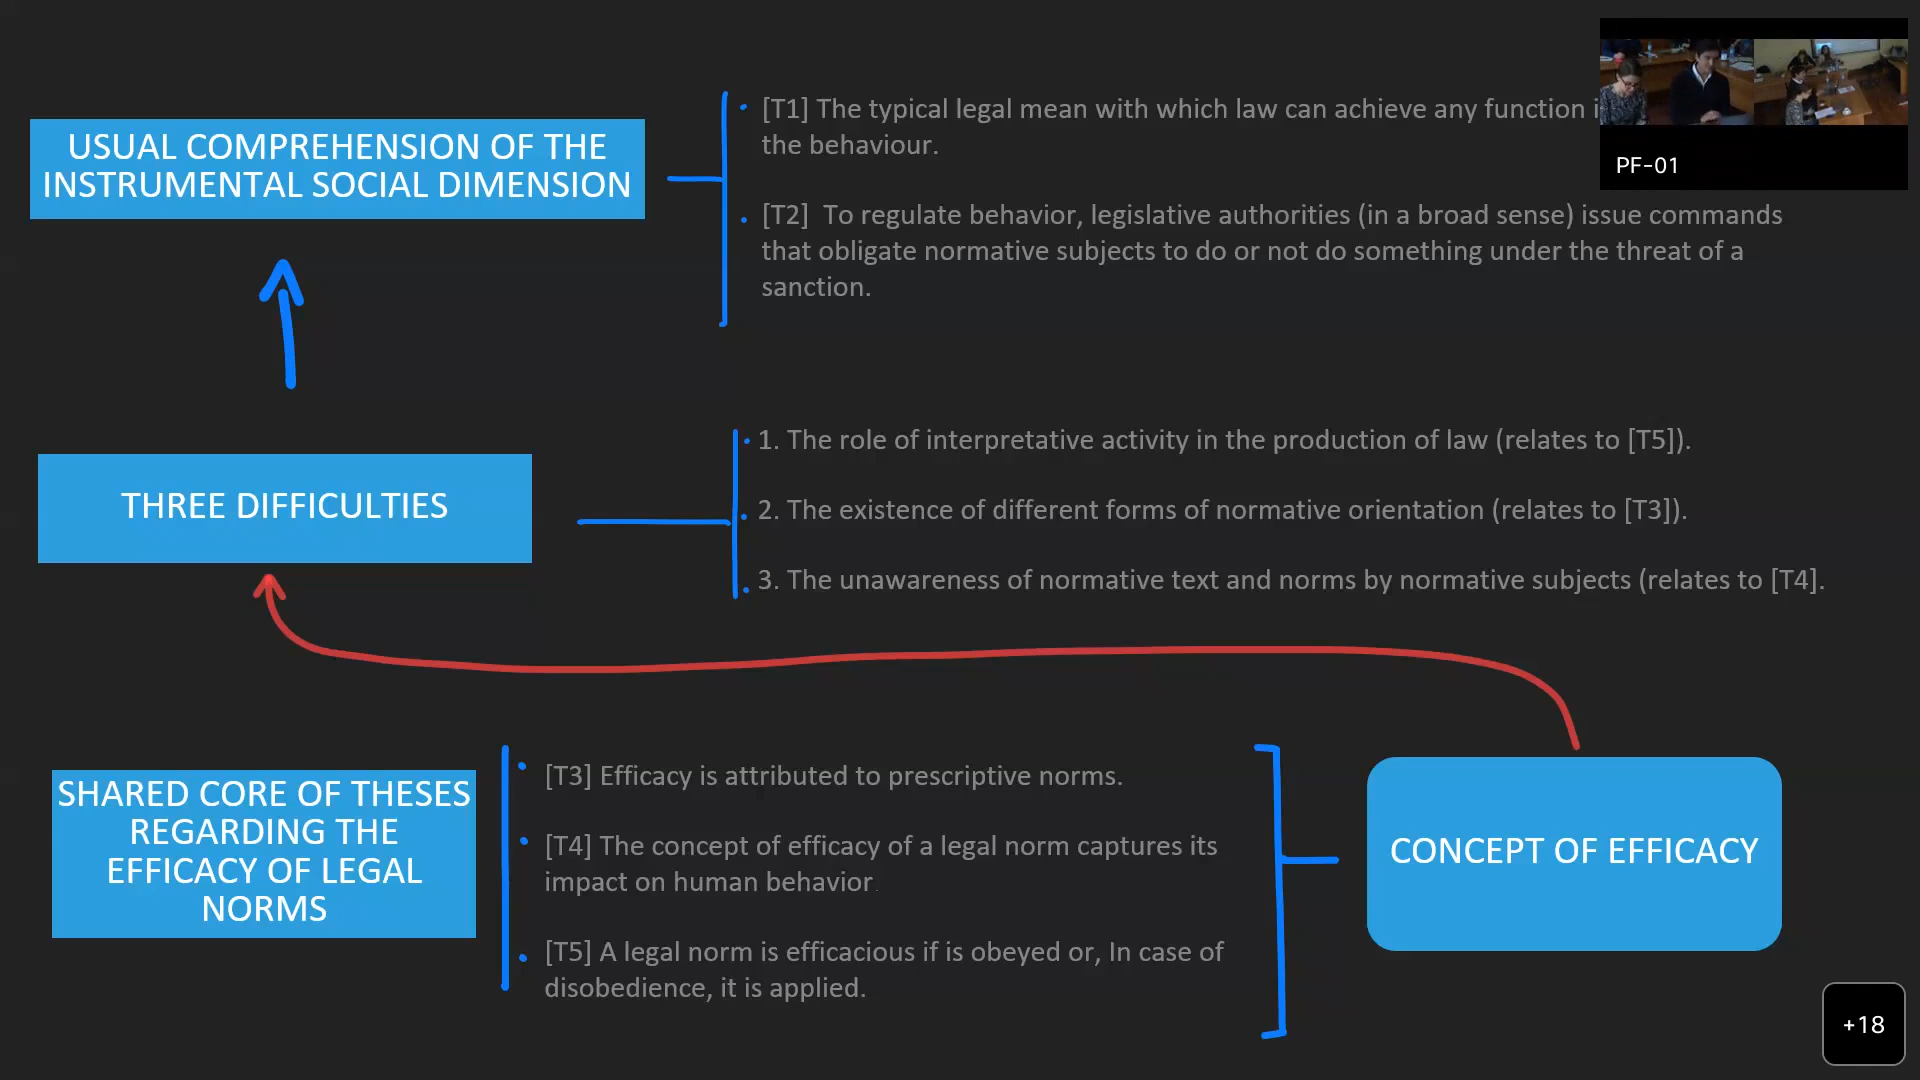 USUAL COMPREHENSION OF THE
INSTRUMENTAL SOCIAL DIMENSION
[T1] The typical legal mean with which law can achieve any function
the behaviour.
[T2] To regulate behavior, legislative authorities (in a broad sense) issue commands
that obligate normative subjects to do or not do something under the threat of a
sanction.
PF-01
THREE DIFFICULTIES
1. The role of interpretative activity in the production of law (relates to [T5]).
2. The existence of different forms of normative orientation (relates to [T3]).
3. The unawareness of normative text and norms by normative subjects (relates to [T4].
SHARED CORE OF THESES
REGARDING THE
EFFICACY OF LEGAL
NORMS
[T3] Efficacy is attributed to prescriptive norms.
[T4] The concept of efficacy of a legal norm captures its
impact on human behavior.
[T5] A legal norm is efficacious if is obeyed or, In case of
disobedience, it is applied.
CONCEPT OF EFFICACY
+18